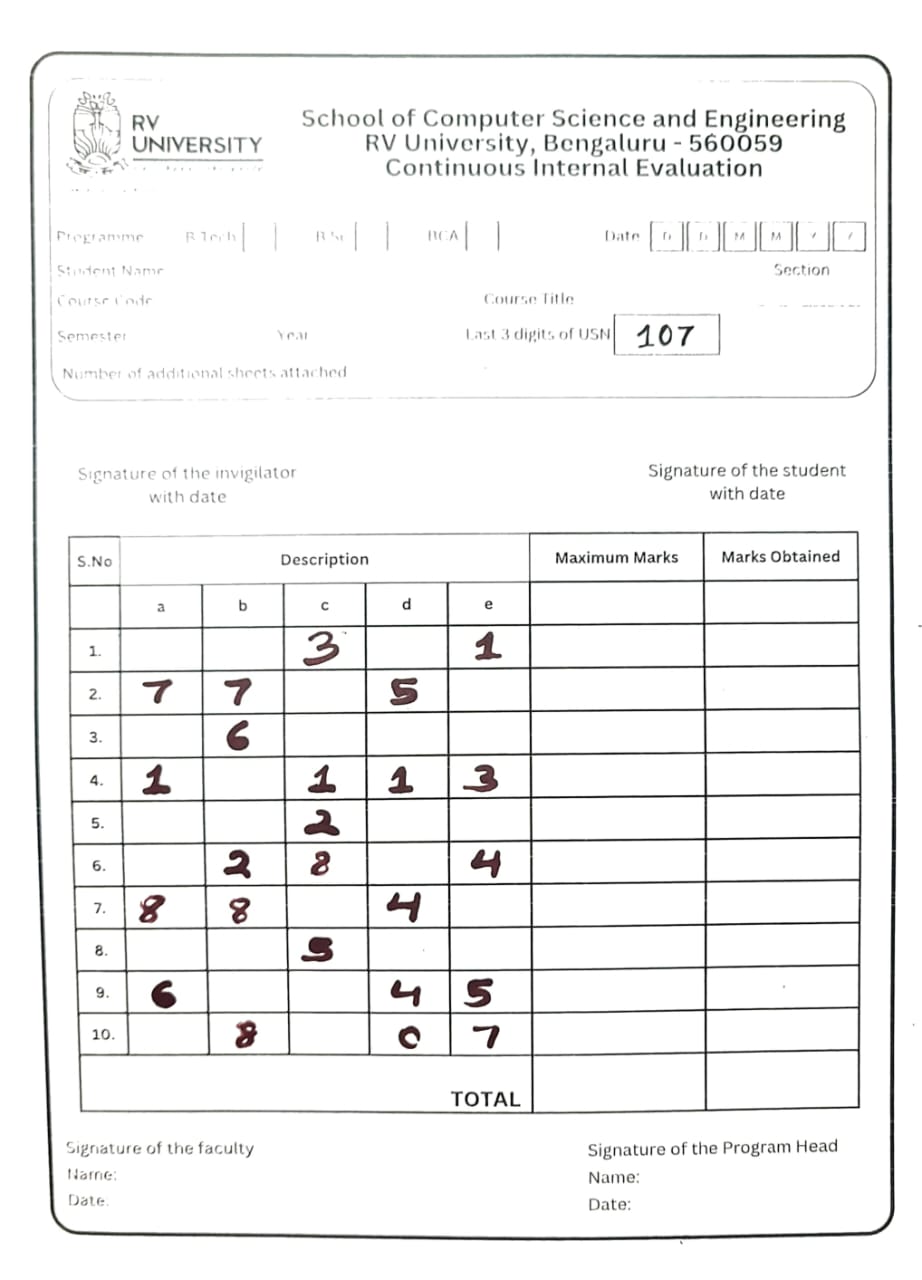 RV
UNIVERSITY
School of Computer Science and Engineering
RV University, Bengaluru - 560059
Continuous Internal Evaluation
Programme B.Tech B.Sc BCA Date D D M M Y Y
Student Name Section
Course Code Course Title
Semester Year Last 3 digits of USN 107
Number of additional sheets attached
Signature of the invigilator Signature of the student
with date with date
S.No Description Maximum Marks Marks Obtained
a b c d e
1. 3 1
2. 7 7 5
3. 6
4. 1 1 1 3
5. 2
6. 2 8 4
7. 8 8 4
8. 5
9. 6 4 5
10. 8 0 7
TOTAL
Signature of the faculty Signature of the Program Head
Name: Name:
Date: Date: